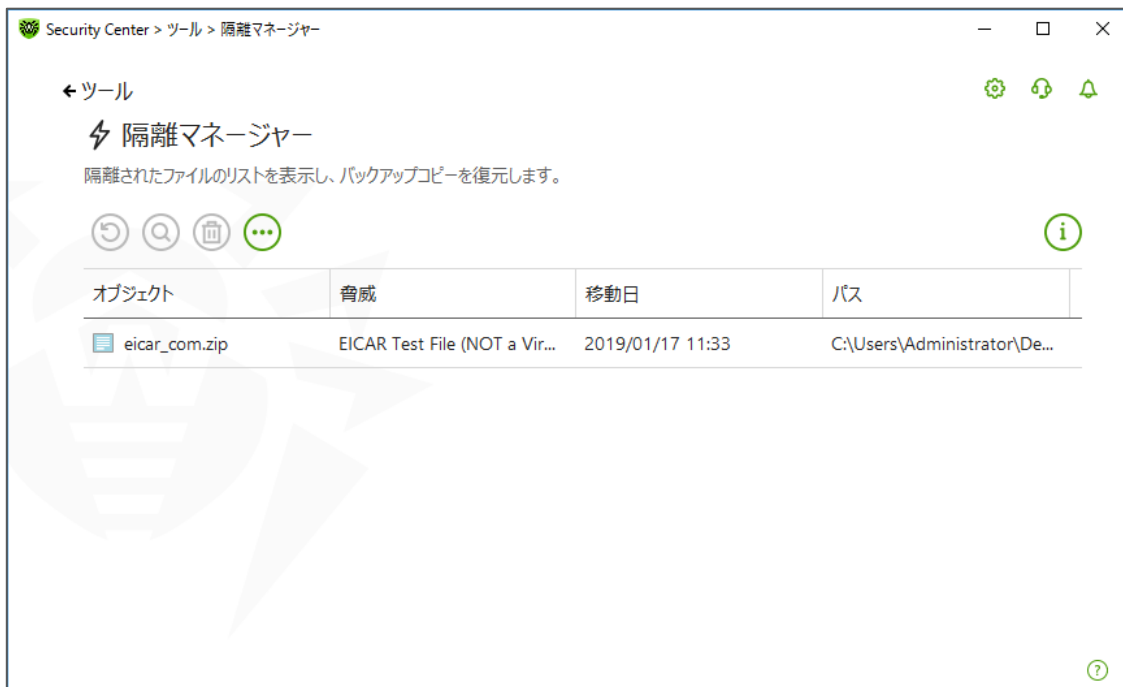 Security Center > ツール > 隔離マネージャー
ツール
隔離マネージャー
隔離されたファイルのリストを表示し、バックアップコピーを復元します。
オブジェクト 脅威 移動日 パス
eicar_com.zip EICAR Test File (NOT a Vir... 2019/01/17 11:33 C:\Users\Administrator\De...